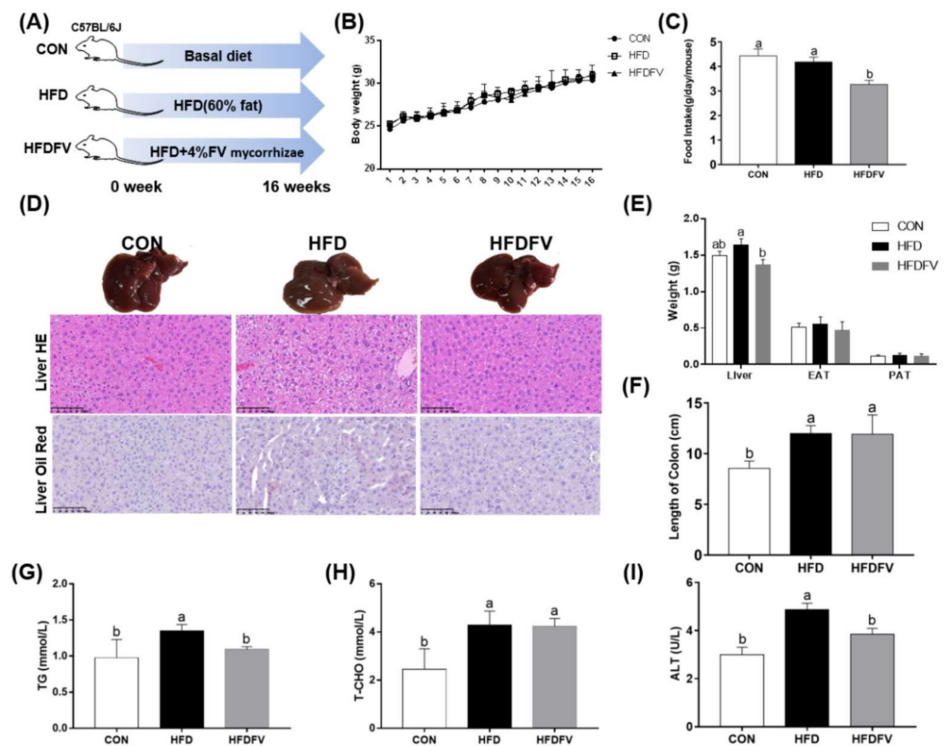 (A)
C57BL/6J
CON
Basal diet
HFD
HFD(60% fat)
HFDFV
HFD+4%FV mycorrhizae
0 week
16 weeks
(B)
Body weight (g)
35
30
25
1 2 3 4 5 6 7 8 9 10 11 12 13 14 15 16
CON
HFD
HFDFV
(C)
Food Intake(g/day/mouse)
5
4
3
2
1
0
a
a
b
CON
HFD
HFDFV
(D)
CON
HFD
HFDFV
Liver HE
Liver Oil Red
(E)
Weight (g)
2.0
1.5
1.0
0.5
0.0
ab
a
b
CON
HFD
HFDFV
Liver
EAT
PAT
(F)
Length of Colon (cm)
15
10
5
0
b
a
a
CON
HFD
HFDFV
(G)
TG (mmol/L)
2.0
1.5
1.0
0.5
0.0
b
a
b
CON
HFD
HFDFV
(H)
T-CHO (mmol/L)
6
4
2
0
b
a
a
CON
HFD
HFDFV
(I)
ALT (U/L)
6
4
2
0
b
a
b
CON
HFD
HFDFV